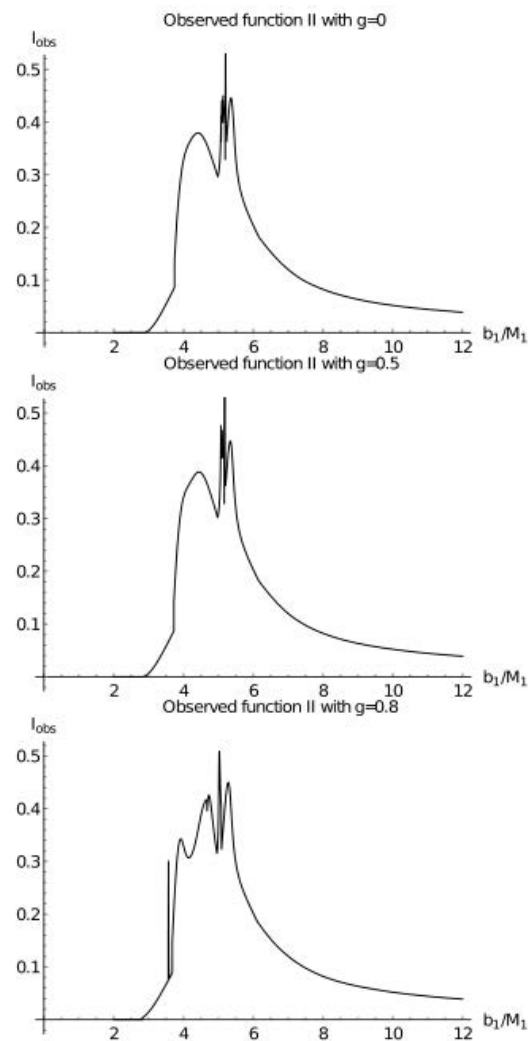 Observed function II with g=0
I_obs
0.5
0.4
0.3
0.2
0.1
2 4 6 8 10 12 b_1/M_1
Observed function II with g=0.5
I_obs
0.5
0.4
0.3
0.2
0.1
2 4 6 8 10 12 b_1/M_1
Observed function II with g=0.8
I_obs
0.5
0.4
0.3
0.2
0.1
2 4 6 8 10 12 b_1/M_1